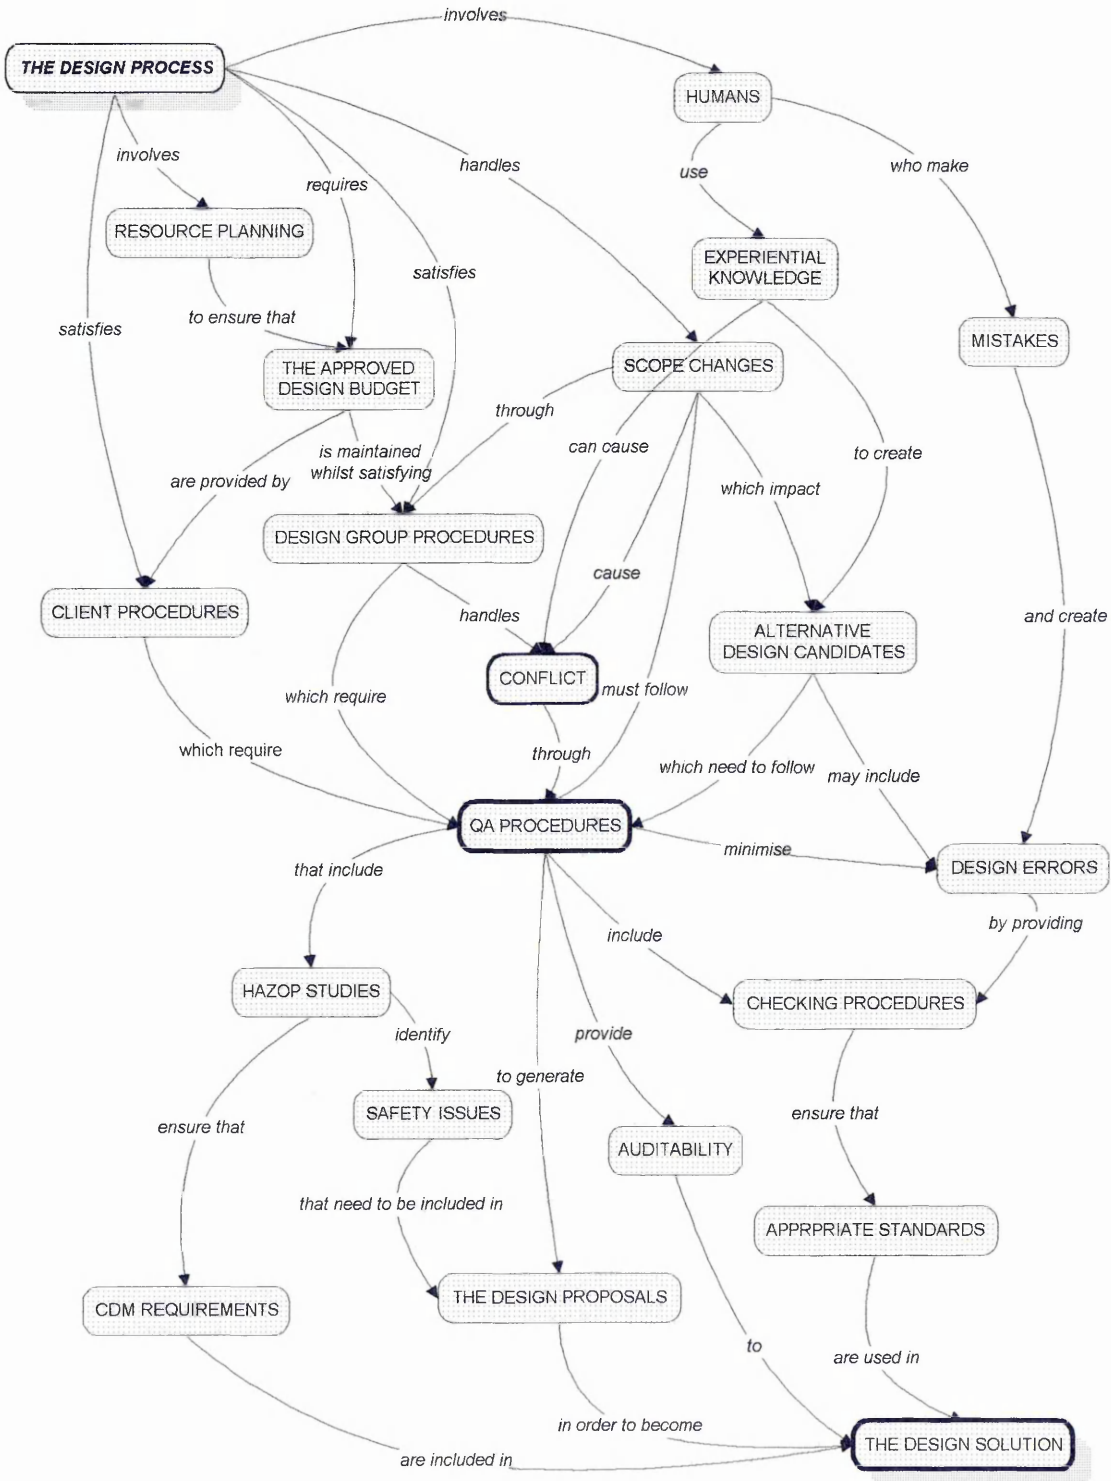 involves
THE DESIGN PROCESS
HUMANS
involves
handles
use
who make
requires
RESOURCE PLANNING
EXPERIENTIAL
KNOWLEDGE
satisfies
to ensure that
satisfies
MISTAKES
THE APPROVED
DESIGN BUDGET
SCOPE CHANGES
through
can cause
is maintained
whilst satisfying
to create
are provided by
which impact
DESIGN GROUP PROCEDURES
cause
CLIENT PROCEDURES
handles
ALTERNATIVE
DESIGN CANDIDATES
and create
CONFLICT
must follow
which require
which require
through
which need to follow
may include
QA PROCEDURES
minimise
that include
DESIGN ERRORS
by providing
include
HAZOP STUDIES
CHECKING PROCEDURES
identify
provide
to generate
SAFETY ISSUES
ensure that
ensure that
AUDITABILITY
that need to be included in
APPRPRIATE STANDARDS
CDM REQUIREMENTS
THE DESIGN PROPOSALS
to
are used in
in order to become
THE DESIGN SOLUTION
are included in